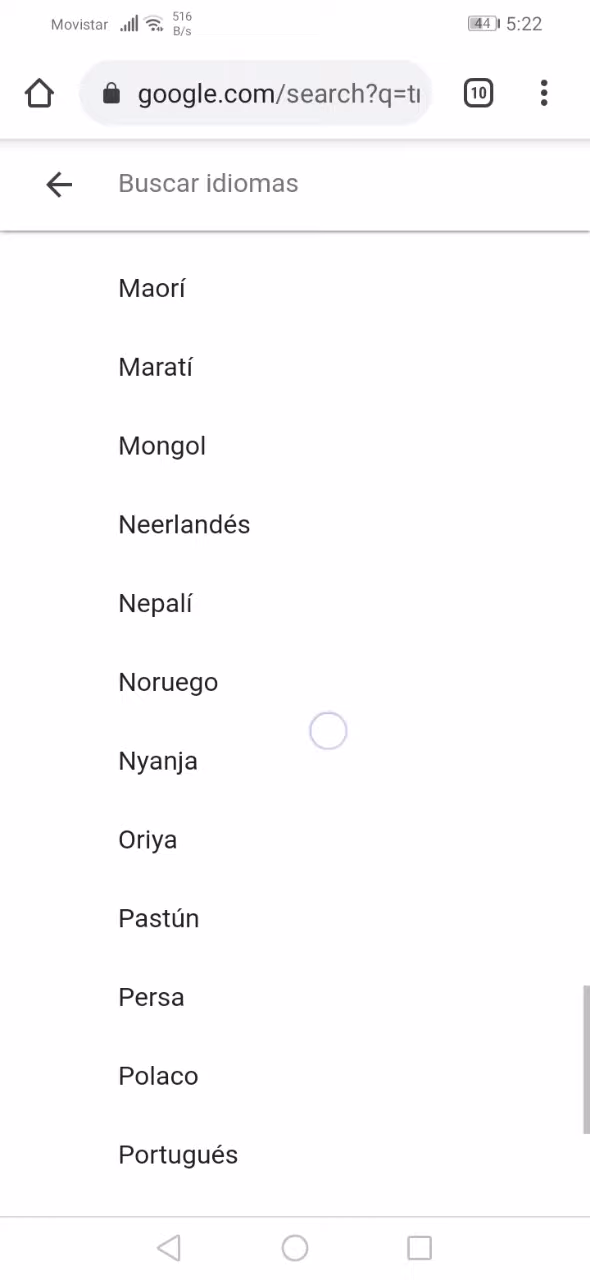 Movistar 516 B/s 44 5:22
10 google.com/search?q=tr
Buscar idiomas
Maorí
Maratí
Mongol
Neerlandés
Nepalí
Noruego
Nyanja
Oriya
Pastún
Persa
Polaco
Portugués